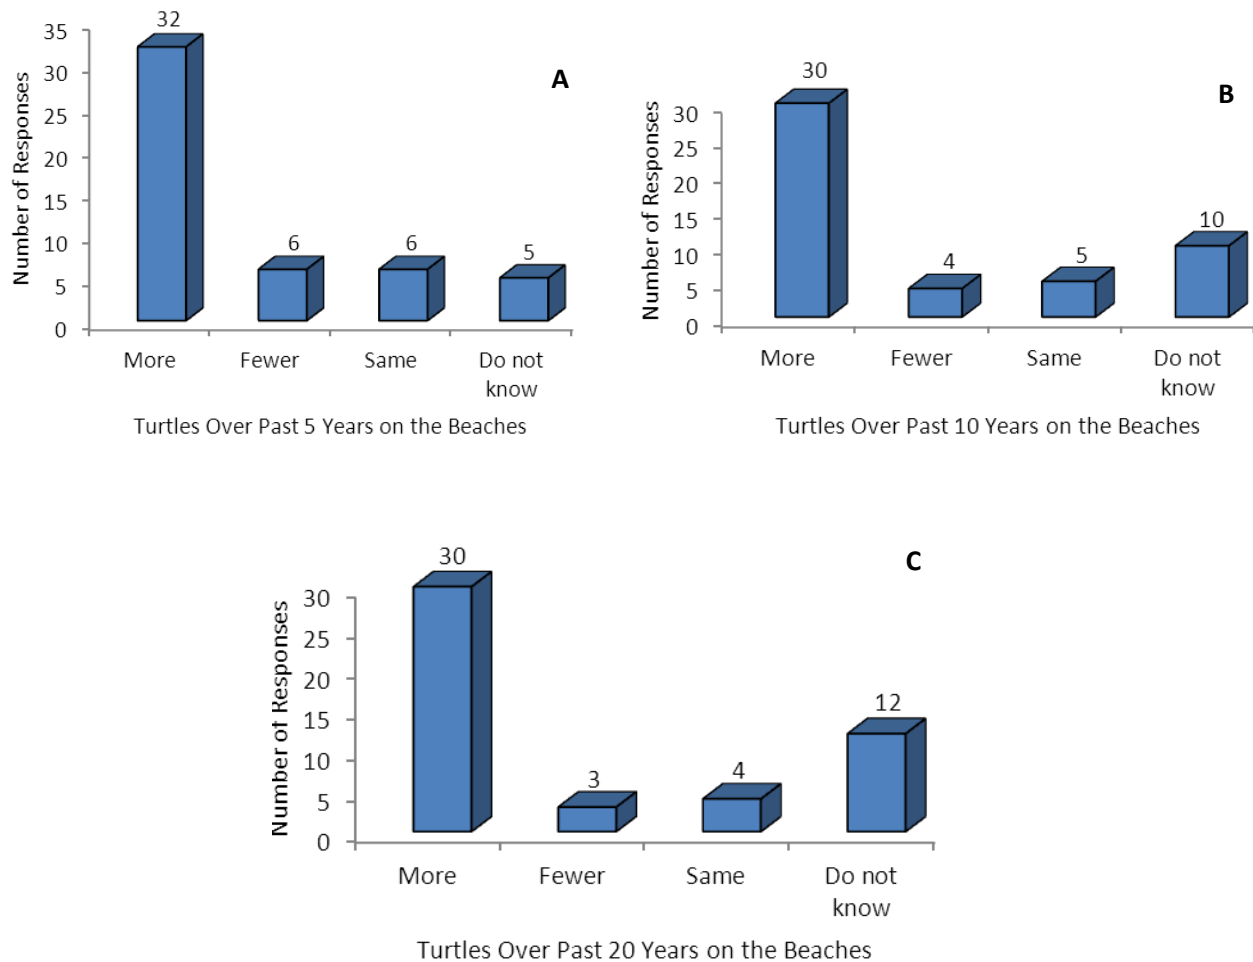 A
Number of Responses
35
30
25
20
15
10
5
0
32
6
6
5
More
Fewer
Same
Do not
know
Turtles Over Past 5 Years on the Beaches
B
Number of Responses
30
25
20
15
10
5
0
30
4
5
10
More
Fewer
Same
Do not
know
Turtles Over Past 10 Years on the Beaches
C
Number of Responses
30
25
20
15
10
5
0
30
3
4
12
More
Fewer
Same
Do not
know
Turtles Over Past 20 Years on the Beaches